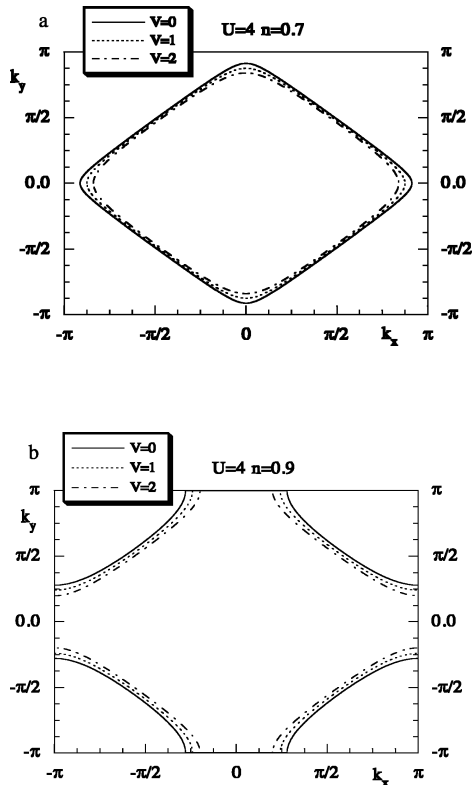 a
V=0
V=1
V=2
U=4 n=0.7
π π
k_y
π/2 π/2
0.0 0.0
-π/2 -π/2
-π -π
-π -π/2 0 π/2 k_x π
b
V=0
V=1
V=2
U=4 n=0.9
π π
k_y
π/2 π/2
0.0 0.0
-π/2 -π/2
-π -π
-π -π/2 0 π/2 k_x π